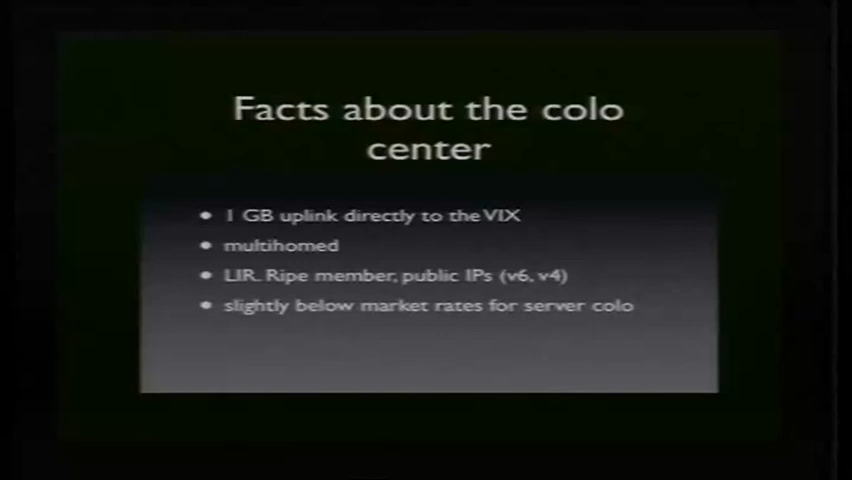 Facts about the colo
center
• 1 GB uplink directly to the VIX
• multihomed
• LIR. Ripe member, public IPs (v6, v4)
• slightly below market rates for server colo